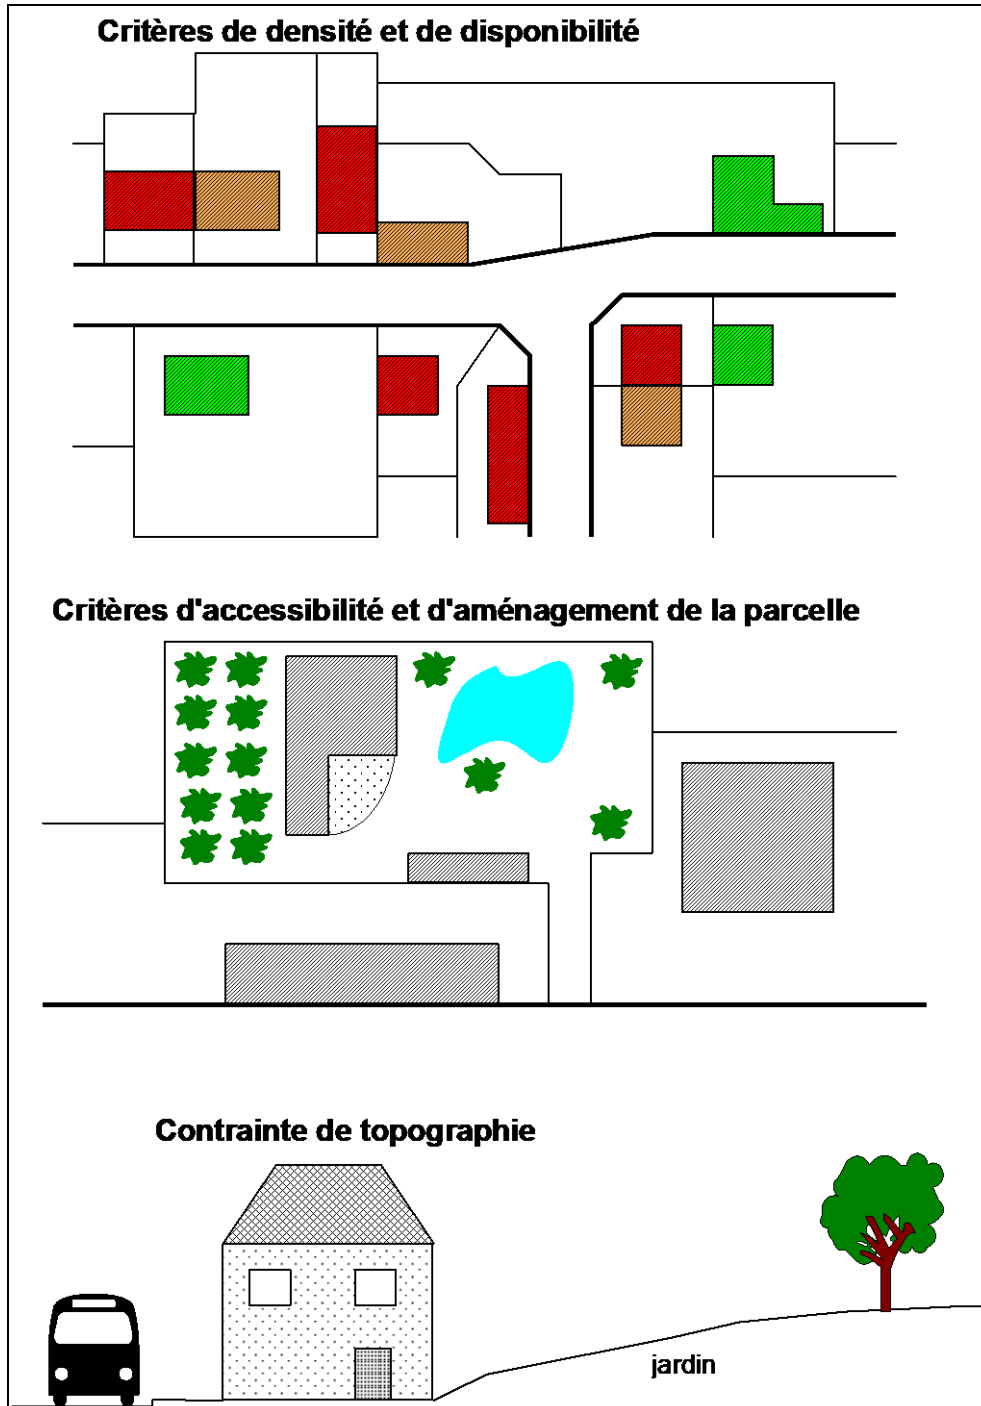 Critères de densité et de disponibilité
Critères d'accessibilité et d'aménagement de la parcelle
Contrainte de topographie
jardin